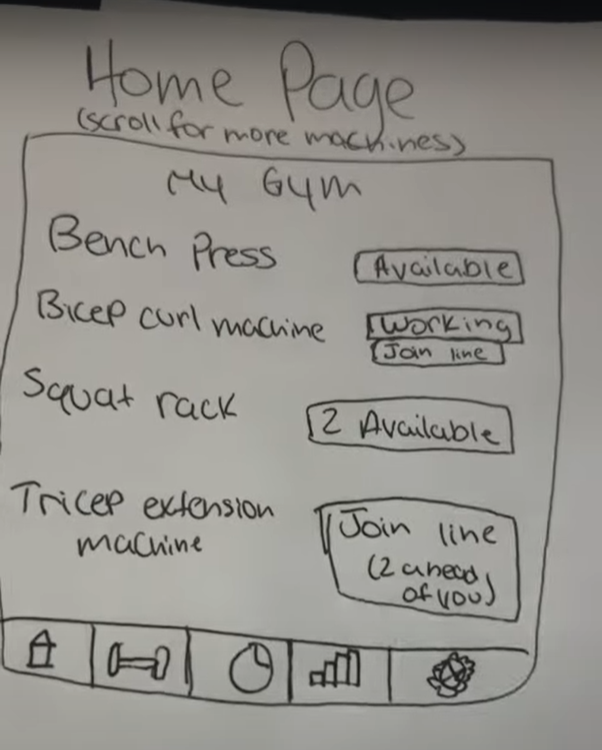 Home Page
(scroll for more machines)
My Gym
Bench Press
Available
Bicep curl machine
Working
Join line
Squat rack
2 Available
Tricep extension
machine
Join line
(2 ahead
of you)